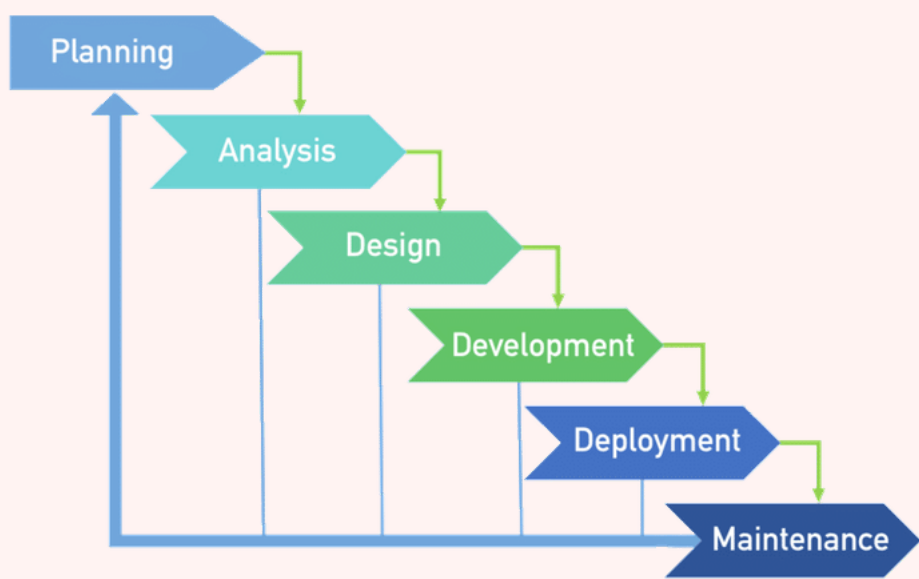 Planning
Analysis
Design
Development
Deployment
Maintenance